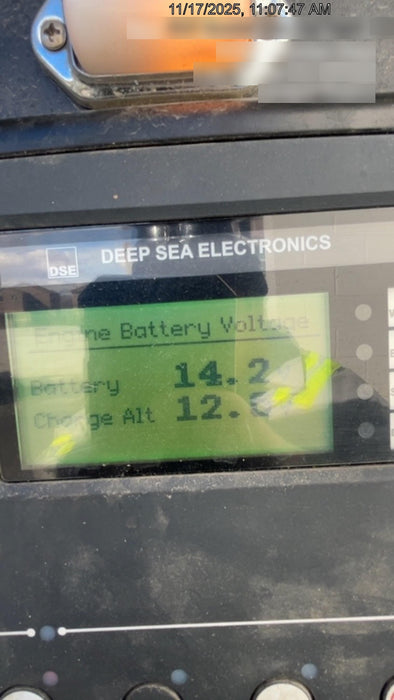 11/17/2025, 11:07:47 AM
DSE
DEEP SEA ELECTRONICS
Engine Battery Voltage
Battery 14.2
Charge Alt